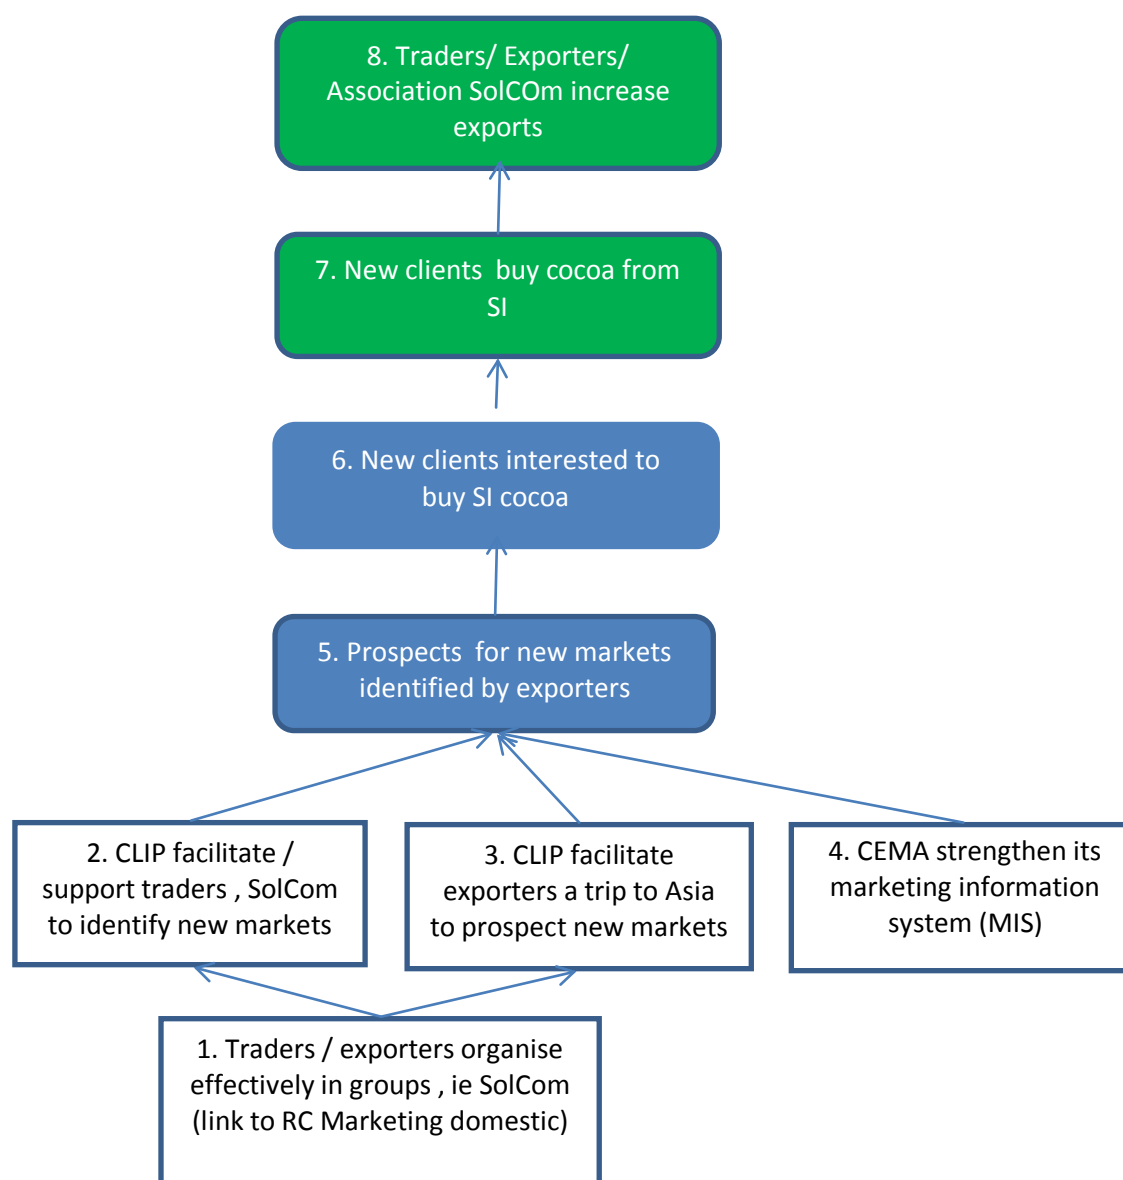 8. Traders/ Exporters/
Association SolCOm increase
exports
7. New clients  buy cocoa from
SI
6. New clients interested to
buy SI cocoa
5. Prospects  for new markets
identified by exporters
2. CLIP facilitate /
support traders , SolCom
to identify new markets
3. CLIP facilitate
exporters a trip to Asia
to prospect new markets
4. CEMA strengthen its
marketing information
system (MIS)
1. Traders / exporters organise
effectively in groups , ie SolCom
(link to RC Marketing domestic)